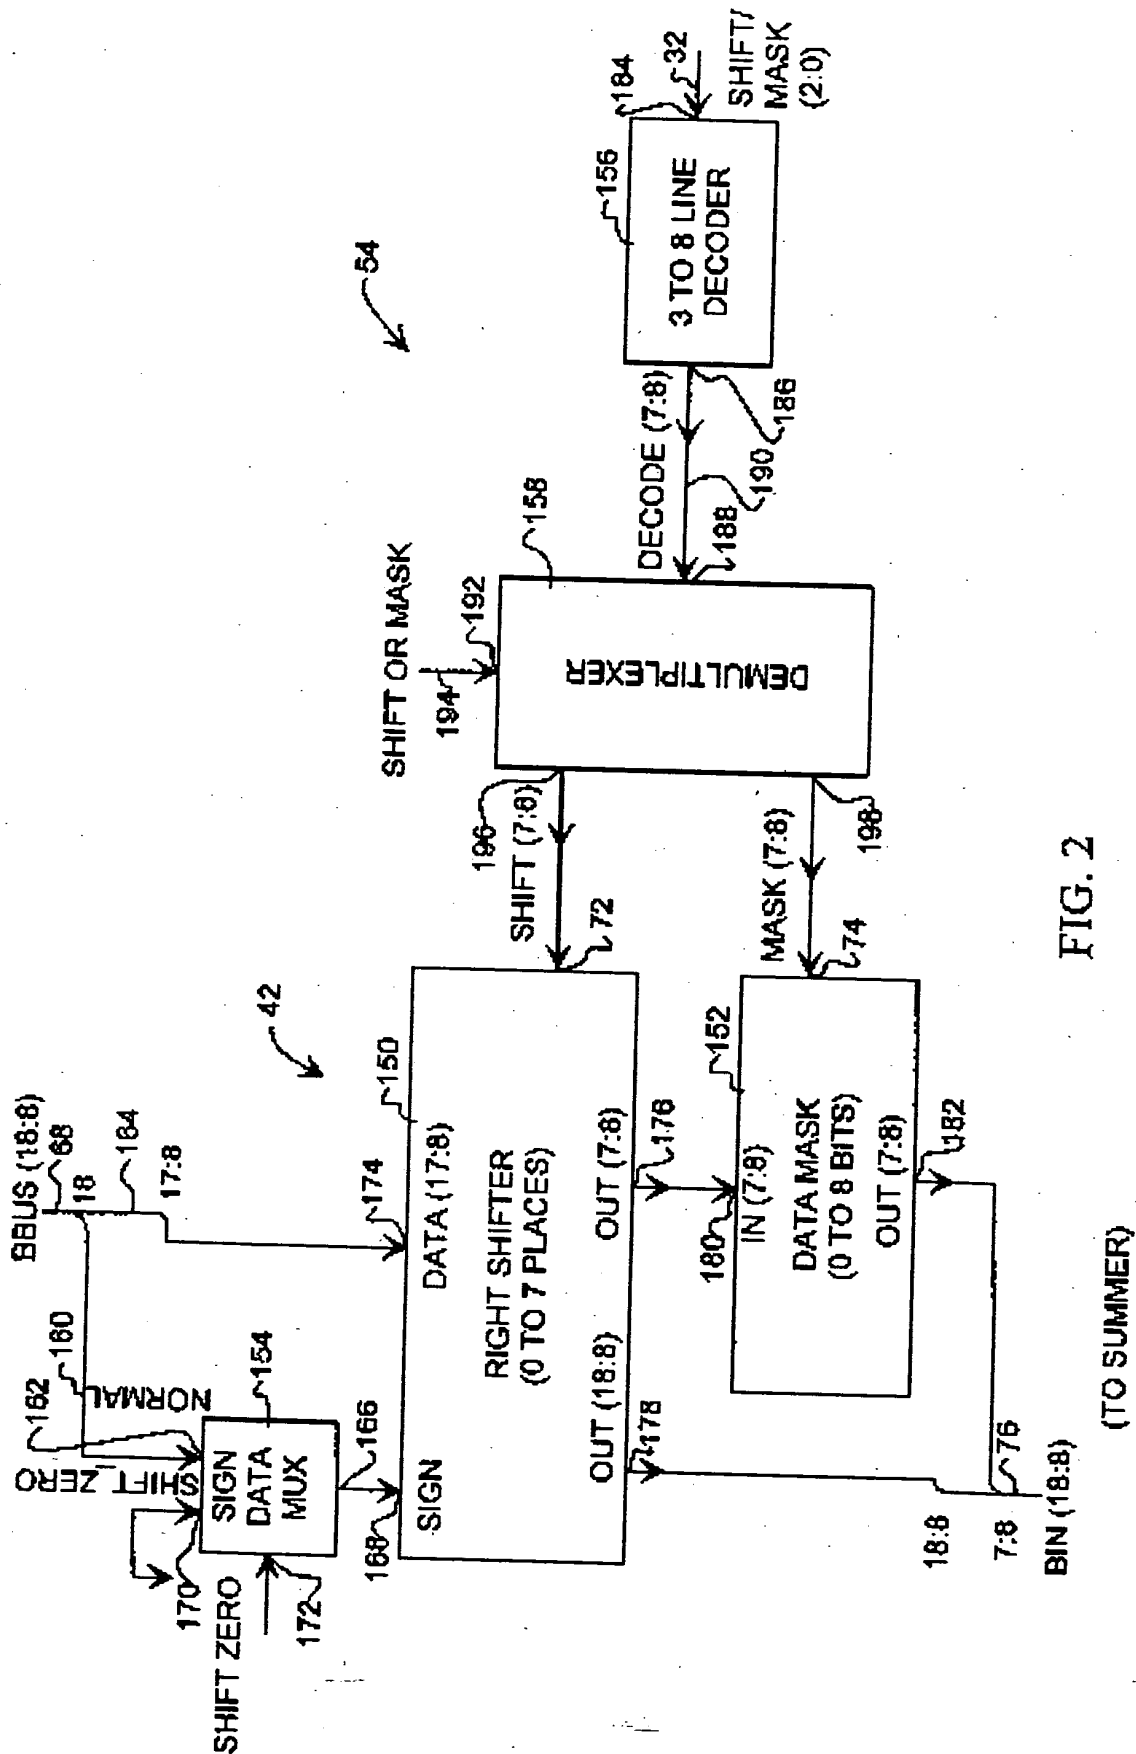 BBUS (18:8)
68
18
164
17:8
160
NORMAL
162
SHIFT_ZERO
170
SHIFT ZERO
172
SIGN
DATA
MUX
154
166
168
174
42
150
SIGN
DATA (17:8)
RIGHT SHIFTER
(0 TO 7 PLACES)
OUT (18:8)
OUT (7:8)
178
176
72
SHIFT (7:8)
196
SHIFT OR MASK
194
192
158
DEMULTIPLEXER
188
DECODE (7:8)
190
186
54
156
3 TO 8 LINE
DECODER
184
32
SHIFT/
MASK
(2:0)
198
MASK (7:8)
74
152
180
IN (7:8)
DATA MASK
(0 TO 8 BITS)
OUT (7:8)
182
18:8
7:8
76
BIN (18:8)
(TO SUMMER)
FIG. 2